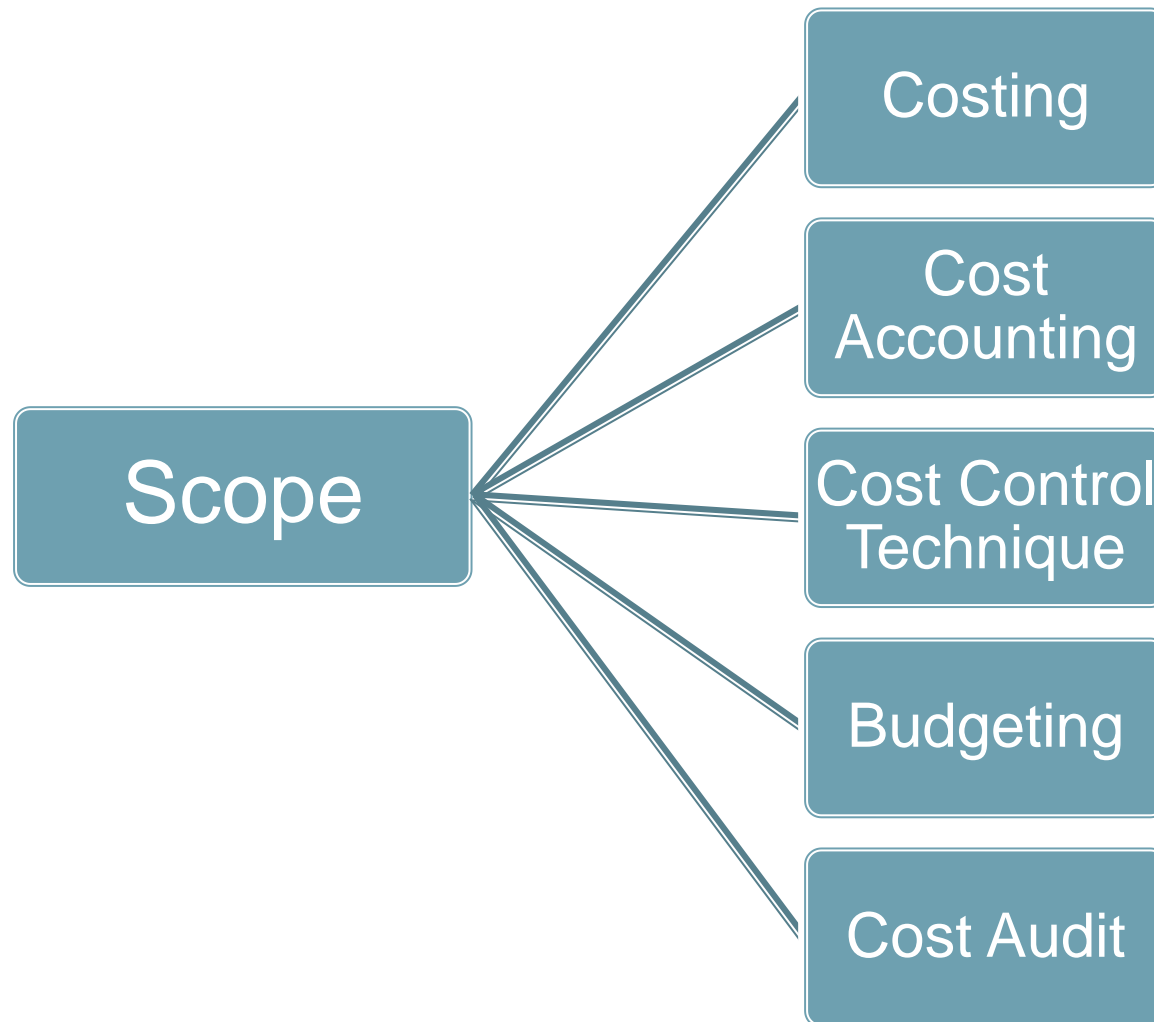 Scope
Costing
Cost
Accounting
Cost Control
Technique
Budgeting
Cost Audit